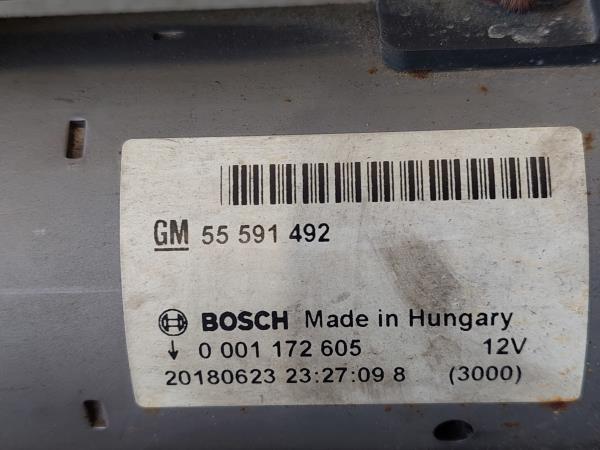 GM 55 591 492
BOSCH Made in Hungary
0 001 172 605 12V
20180623 23:27:09 8 (3000)